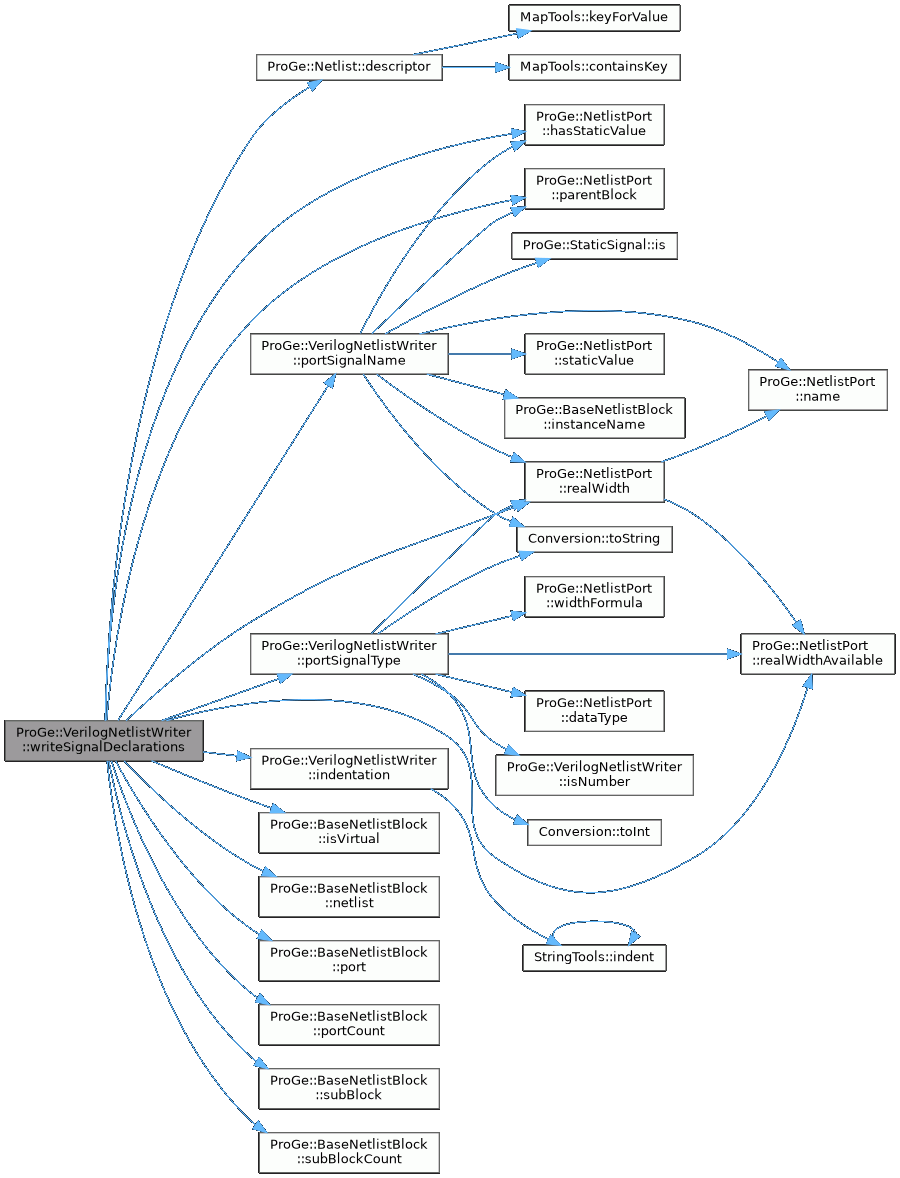 MapTools::keyForValue
ProGe::Netlist::descriptor
MapTools::containsKey
ProGe::NetlistPort
::hasStaticValue
ProGe::NetlistPort
::parentBlock
ProGe::StaticSignal::is
ProGe::VerilogNetlistWriter
::portSignalName
ProGe::NetlistPort
::staticValue
ProGe::NetlistPort
::name
ProGe::BaseNetlistBlock
::instanceName
ProGe::NetlistPort
::realWidth
Conversion::toString
ProGe::NetlistPort
::widthFormula
ProGe::VerilogNetlistWriter
::portSignalType
ProGe::NetlistPort
::realWidthAvailable
ProGe::NetlistPort
::dataType
ProGe::VerilogNetlistWriter
::writeSignalDeclarations
ProGe::VerilogNetlistWriter
::indentation
ProGe::VerilogNetlistWriter
::isNumber
ProGe::BaseNetlistBlock
::isVirtual
Conversion::toInt
ProGe::BaseNetlistBlock
::netlist
ProGe::BaseNetlistBlock
::port
StringTools::indent
ProGe::BaseNetlistBlock
::portCount
ProGe::BaseNetlistBlock
::subBlock
ProGe::BaseNetlistBlock
::subBlockCount